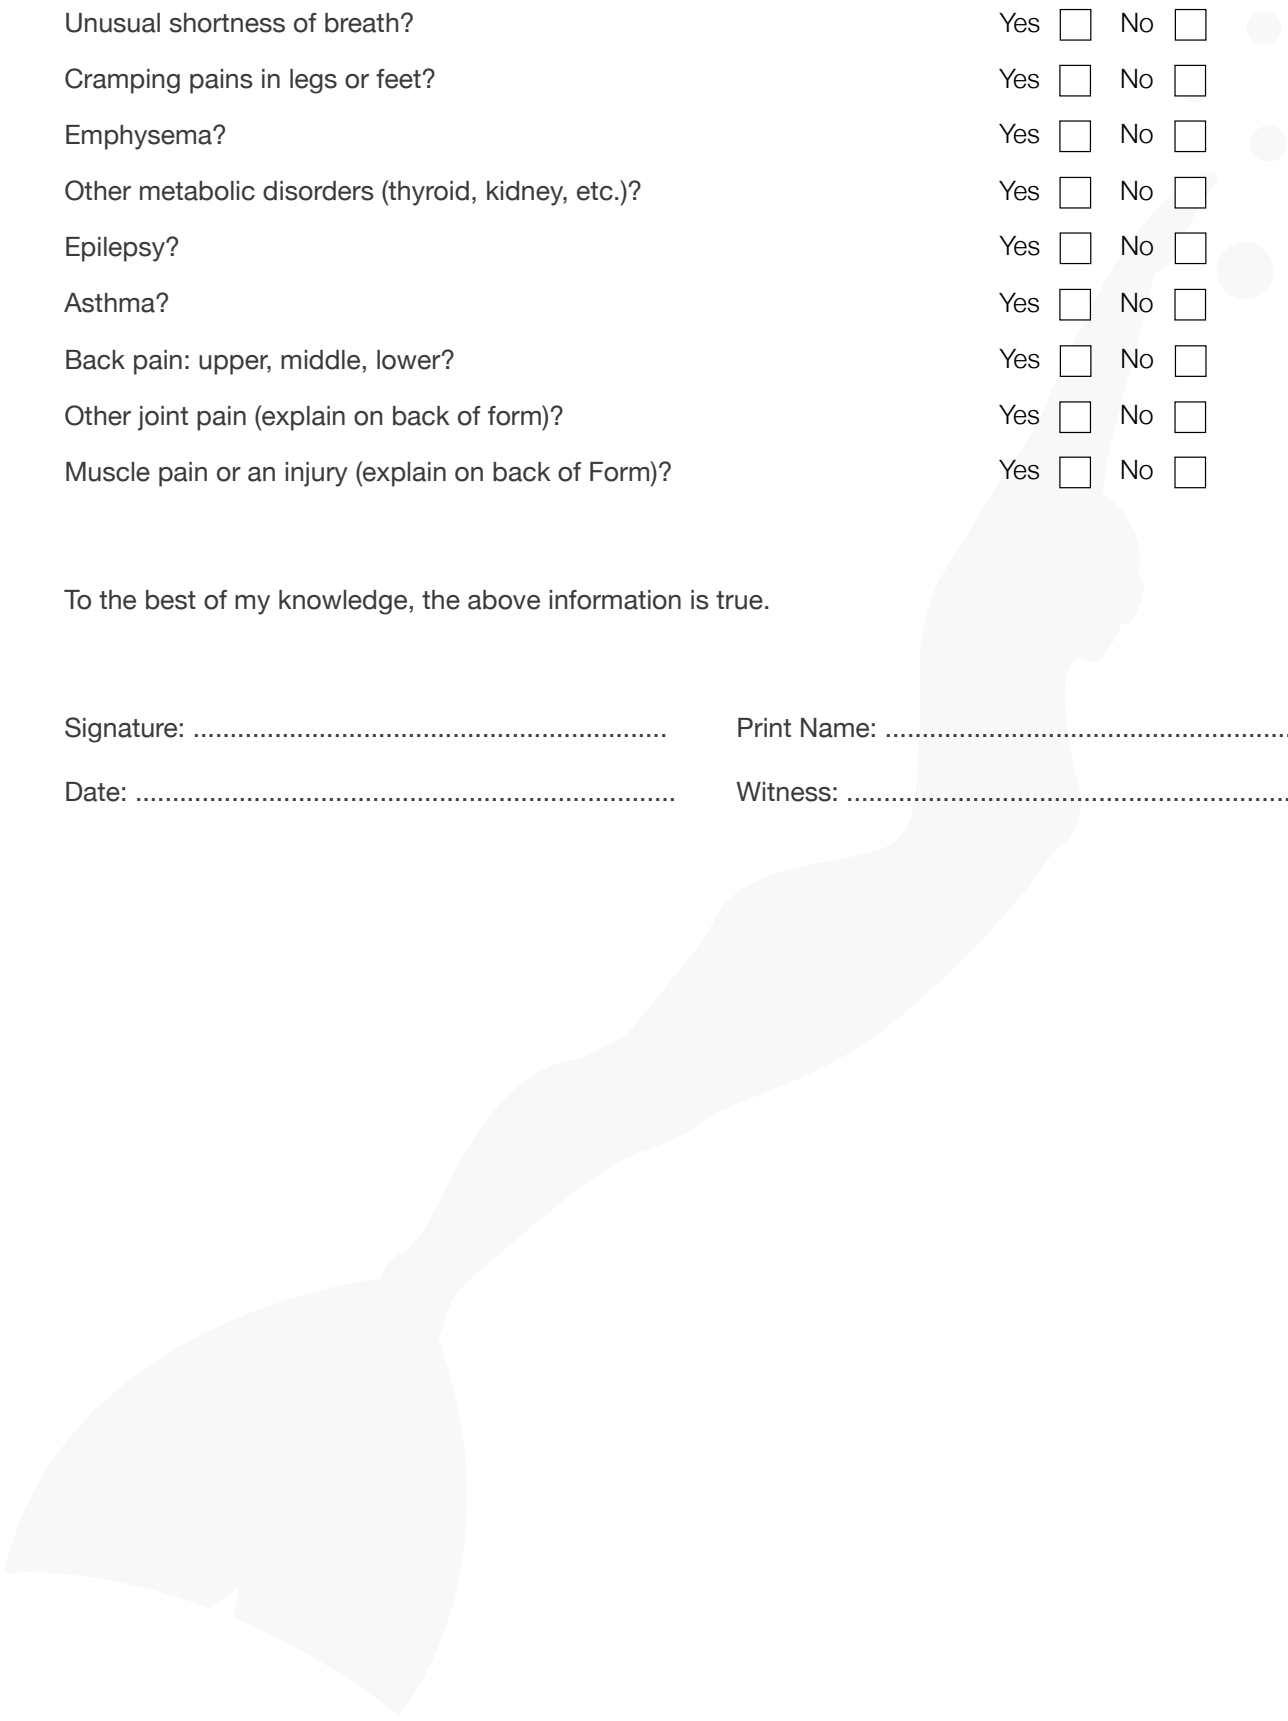 Unusual shortness of breath? Yes No
Cramping pains in legs or feet? Yes No
Emphysema? Yes No
Other metabolic disorders (thyroid, kidney, etc.)? Yes No
Epilepsy? Yes No
Asthma? Yes No
Back pain: upper, middle, lower? Yes No
Other joint pain (explain on back of form)? Yes No
Muscle pain or an injury (explain on back of Form)? Yes No
To the best of my knowledge, the above information is true.
Signature: ................................................................ Print Name: ......................................................
Date: ......................................................................... Witness: ...........................................................